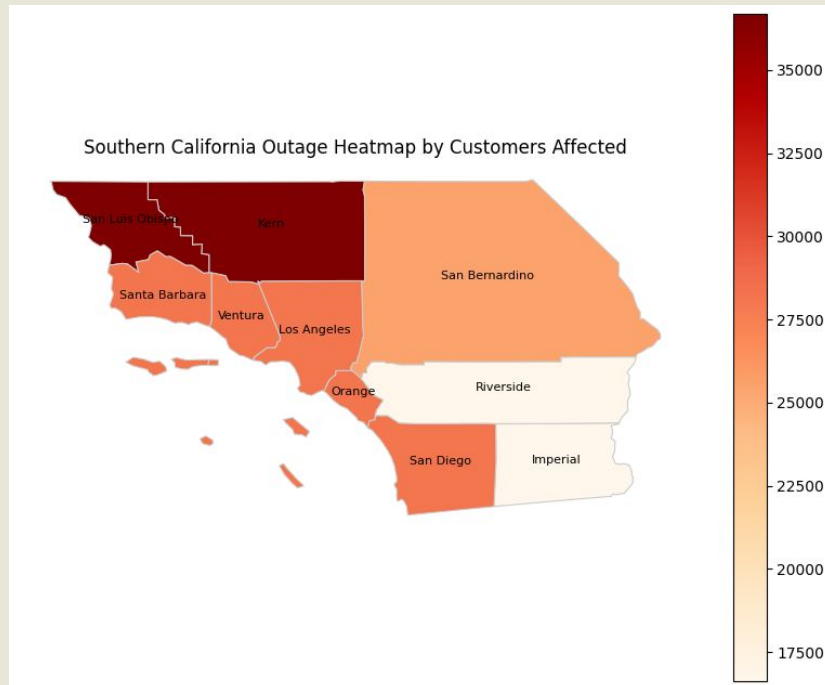 Southern California Outage Heatmap by Customers Affected
San Luis Obispo
Kern
San Bernardino
Santa Barbara
Ventura
Los Angeles
Orange
Riverside
San Diego
Imperial
35000
32500
30000
27500
25000
22500
20000
17500